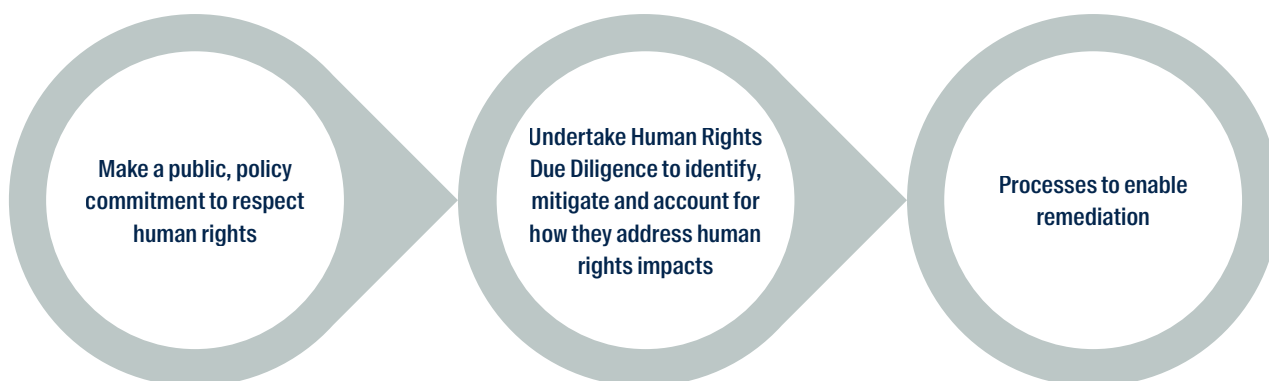 Make a public, policy
commitment to respect
human rights
Undertake Human Rights
Due Diligence to identify,
mitigate and account for
how they address human
rights impacts
Processes to enable
remediation